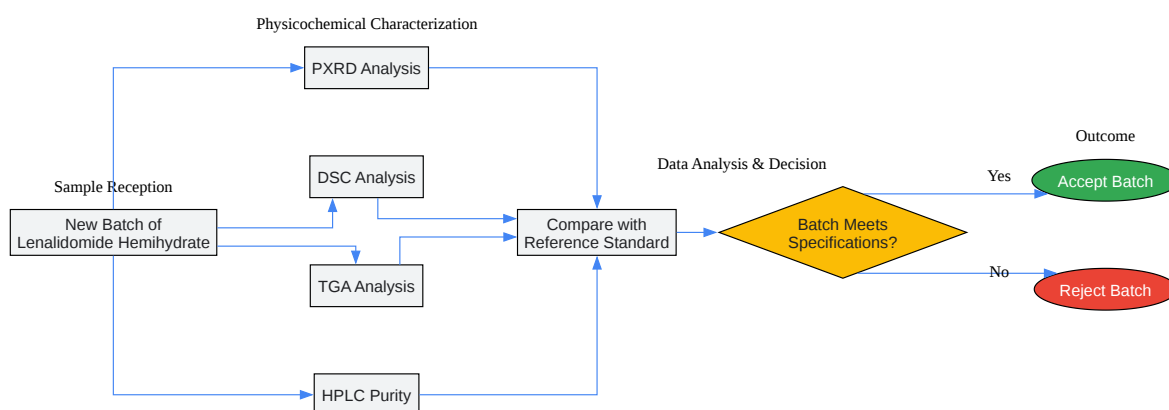 Physicochemical Characterization
PXRD Analysis
Outcome
Data Analysis & Decision
DSC Analysis
Yes
Accept Batch
Sample Reception
New Batch of
Lenalidomide Hemihydrate
Compare with
Reference Standard
Batch Meets
Specifications?
TGA Analysis
No
Reject Batch
HPLC Purity